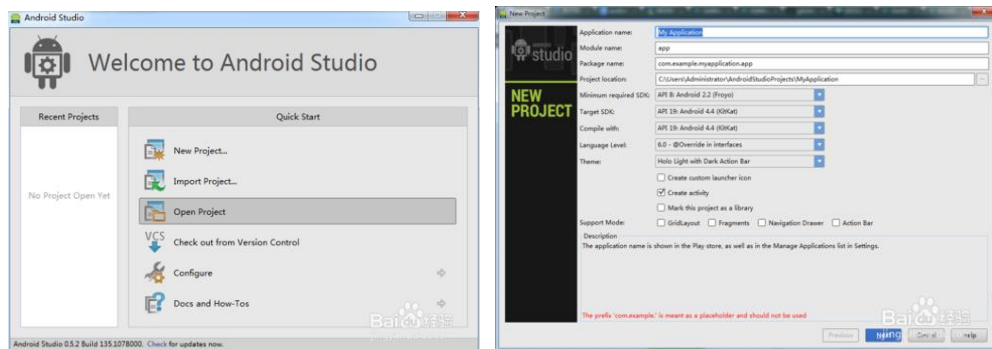 Android Studio
Welcome to Android Studio
Recent Projects
No Project Open Yet
Quick Start
New Project...
Import Project...
Open Project
VCS
Check out from Version Control
Configure
Docs and How-Tos
Android Studio 0.5.2 Build 135.1078000. Check for updates now.
Baidu 经验
New Project
studio
NEW
PROJECT
Application name: My Application
Module name: app
Package name: com.example.myapplication.app
Project location: C:\Users\Administrator\AndroidStudioProjects\MyApplication
Minimum required SDK: API 8: Android 2.2 (Froyo)
Target SDK: API 19: Android 4.4 (KitKat)
Compile with: API 19: Android 4.4 (KitKat)
Language Level: 6.0 - @Override in interfaces
Theme: Holo Light with Dark Action Bar
Create custom launcher icon
Create activity
Mark this project as a library
Support Mode: GridLayout Fragments Navigation Drawer Action Bar
Description
The application name is shown in the Play store, as well as in the Manage Applications list in Settings.
The prefix 'com.example.' is meant as a placeholder and should not be used
Baidu 经验
Previous Next Cancel Help